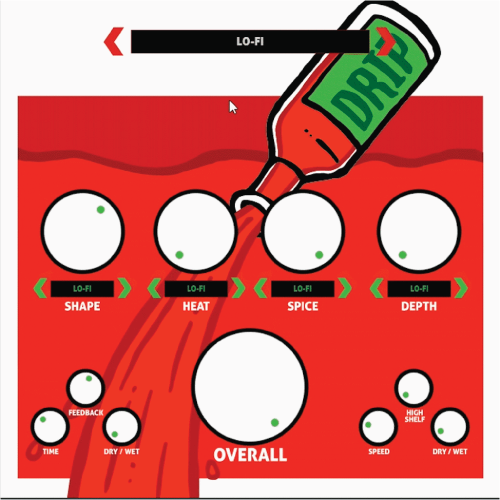 LO-FI
DRIP
LO-FI
LO-FI
LO-FI
LO-FI
SHAPE
HEAT
SPICE
DEPTH
FEEDBACK
TIME
DRY / WET
OVERALL
HIGH
SHELF
SPEED
DRY / WET